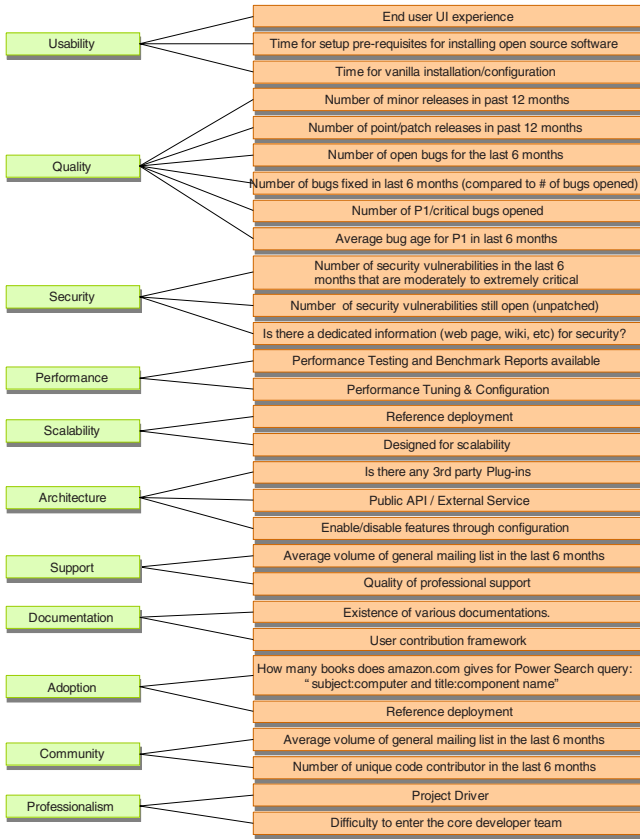 Usability
End user UI experience
Time for setup pre-requisites for installing open source software
Time for vanilla installation/configuration
Quality
Number of minor releases in past 12 months
Number of point/patch releases in past 12 months
Number of open bugs for the last 6 months
Number of bugs fixed in last 6 months (compared to # of bugs opened)
Number of P1/critical bugs opened
Average bug age for P1 in last 6 months
Security
Number of security vulnerabilities in the last 6
months that are moderately to extremely critical
Number of security vulnerabilities still open (unpatched)
Is there a dedicated information (web page, wiki, etc) for security?
Performance
Performance Testing and Benchmark Reports available
Performance Tuning & Configuration
Scalability
Reference deployment
Designed for scalability
Architecture
Is there any 3rd party Plug-ins
Public API / External Service
Enable/disable features through configuration
Support
Average volume of general mailing list in the last 6 months
Quality of professional support
Documentation
Existence of various documentations.
User contribution framework
Adoption
How many books does amazon.com gives for Power Search query:
“ subject:computer and title:component name”
Reference deployment
Community
Average volume of general mailing list in the last 6 months
Number of unique code contributor in the last 6 months
Professionalism
Project Driver
Difficulty to enter the core developer team